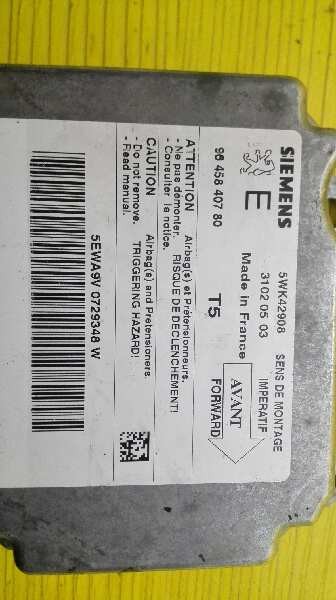 SIEMENS
5WK42908
SENS DE MONTAGE
IMPERATIF
3102 05 03
E
Made in France
AVANT
FORWARD
96 458 407 80
T5
ATTENTION
Airbag(s) et Prétensionneurs.
- Ne pas démonter.
RISQUE DE DECLENCHEMENT!
- Consulter la notice.
CAUTION
Airbag(s) and Pretensioners.
- Do not remove.
TRIGGERING HAZARD!
- Read manual.
5EWA9V 0729348 W